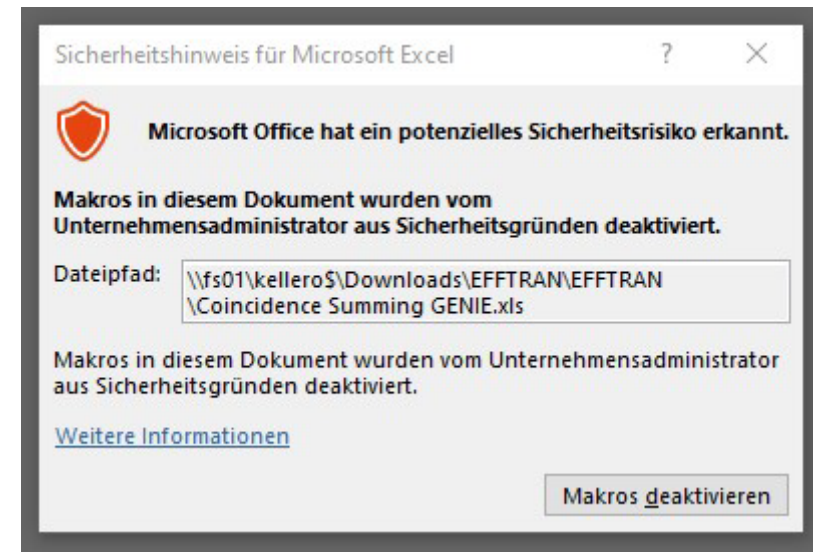 Sicherheitshinweis für Microsoft Excel ?
Microsoft Office hat ein potenzielles Sicherheitsrisiko erkannt.
Makros in diesem Dokument wurden vom
Unternehmensadministrator aus Sicherheitsgründen deaktiviert.
Dateipfad: \\fs01\kellero$\Downloads\EFFTRAN\EFFTRAN
\Coincidence Summing GENIE.xls
Makros in diesem Dokument wurden vom Unternehmensadministrator
aus Sicherheitsgründen deaktiviert.
Weitere Informationen
Makros deaktivieren